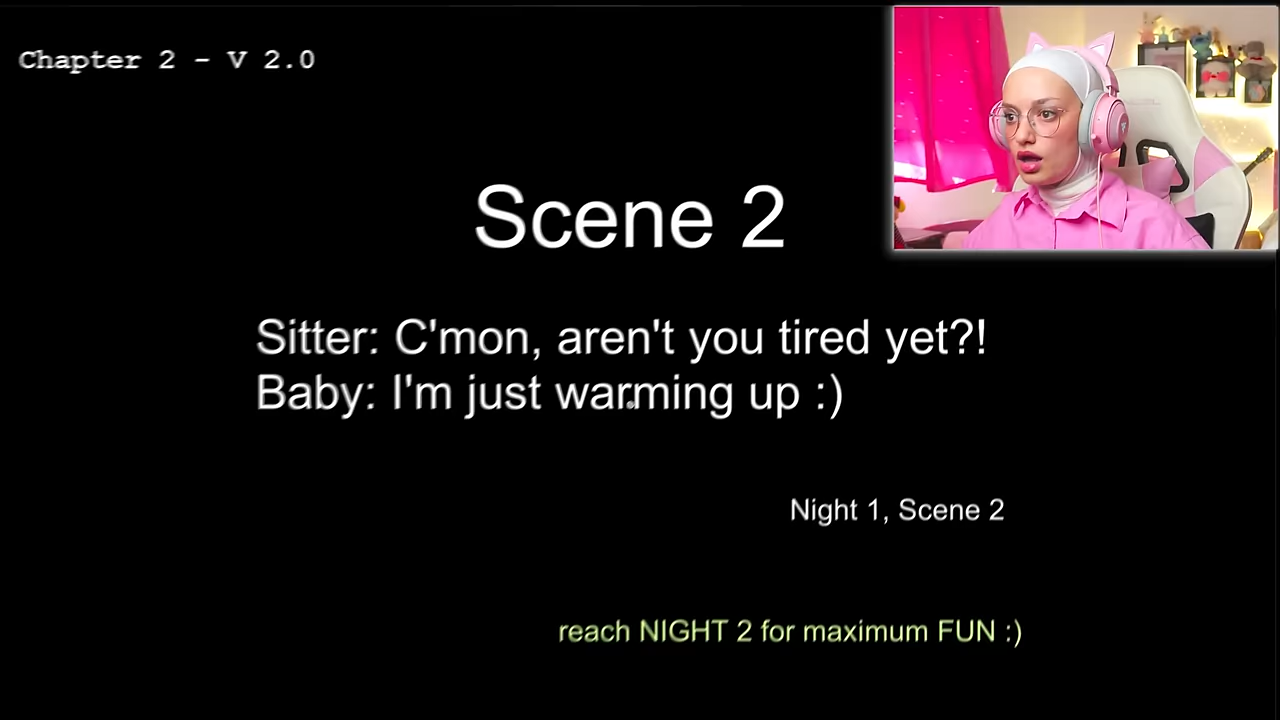 Chapter 2 - V 2.0
Scene 2
Sitter: C'mon, aren't you tired yet?!
Baby: I'm just warming up :)
Night 1, Scene 2
reach NIGHT 2 for maximum FUN :)